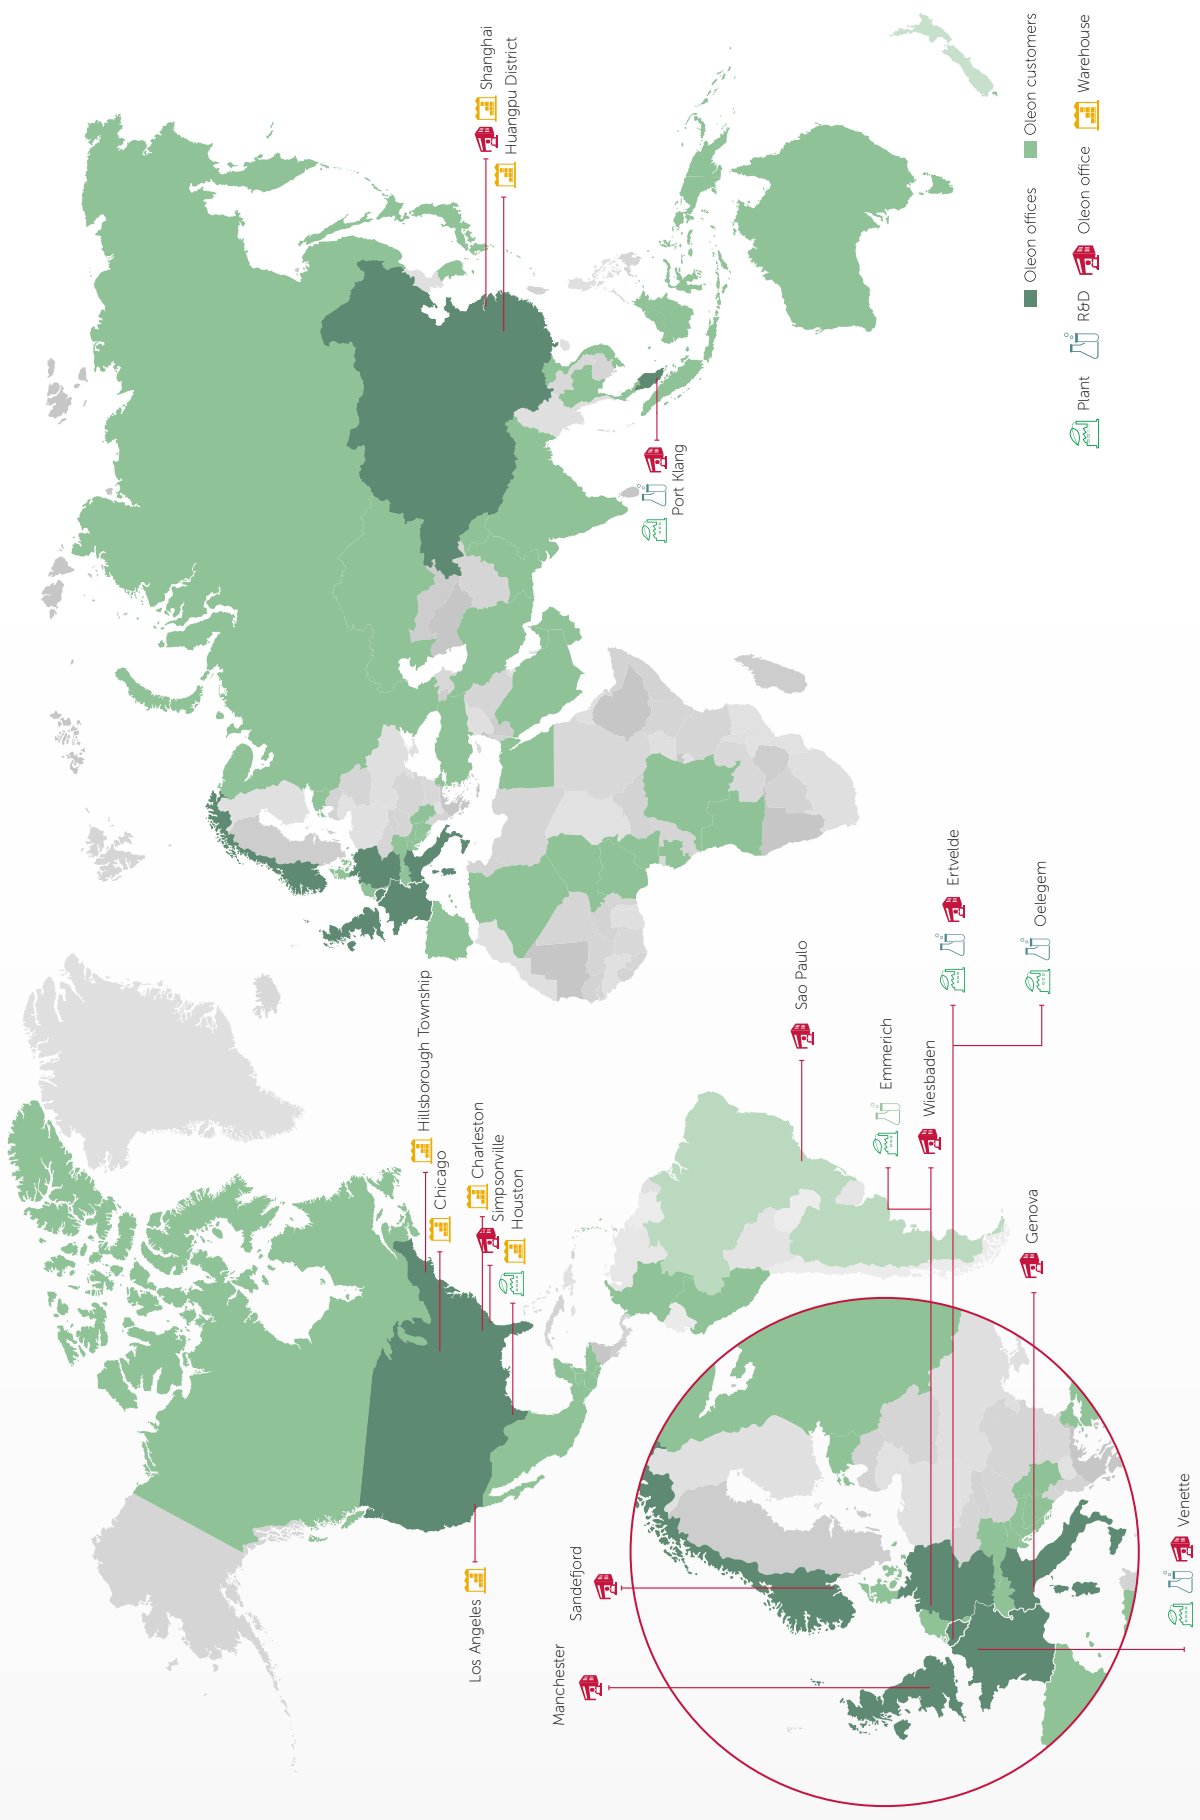 Hillsborough Township
Chicago
Charleston
Simpsonville
Houston
Los Angeles
Manchester
Sandefjord
Sao Paulo
Emmerich
Wiesbaden
Ertvelde
Oelegem
Genova
Venette
Shanghai
Huangpu District
Port Klang
Oleon offices
Oleon customers
Plant
R&D
Oleon office
Warehouse